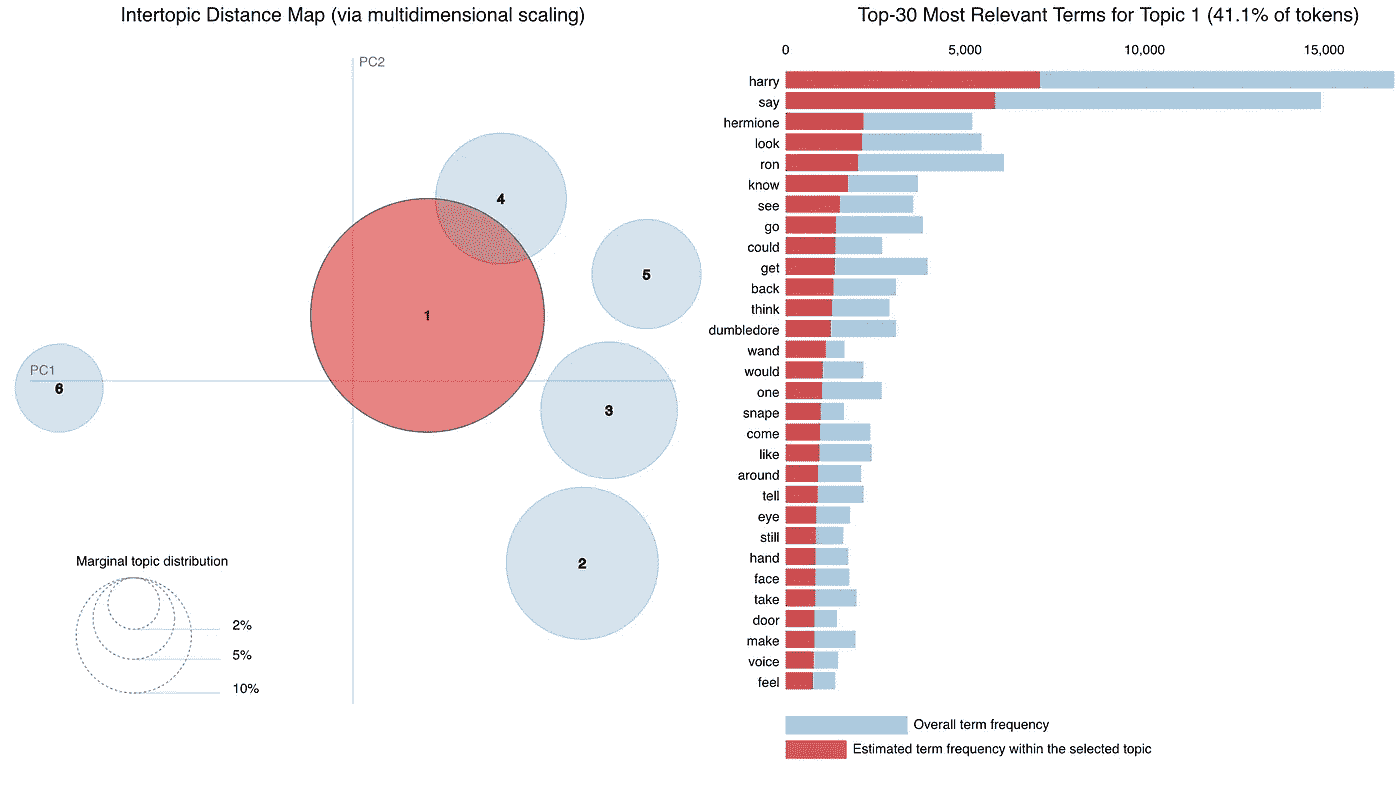 Intertopic Distance Map (via multidimensional scaling)
PC2
4
5
1
PC1
6
3
2
Marginal topic distribution
2%
5%
10%
Top-30 Most Relevant Terms for Topic 1 (41.1% of tokens)
0 5,000 10,000 15,000
harry
say
hermione
look
ron
know
see
go
could
get
back
think
dumbledore
wand
would
one
snape
come
like
around
tell
eye
still
hand
face
take
door
make
voice
feel
Overall term frequency
Estimated term frequency within the selected topic